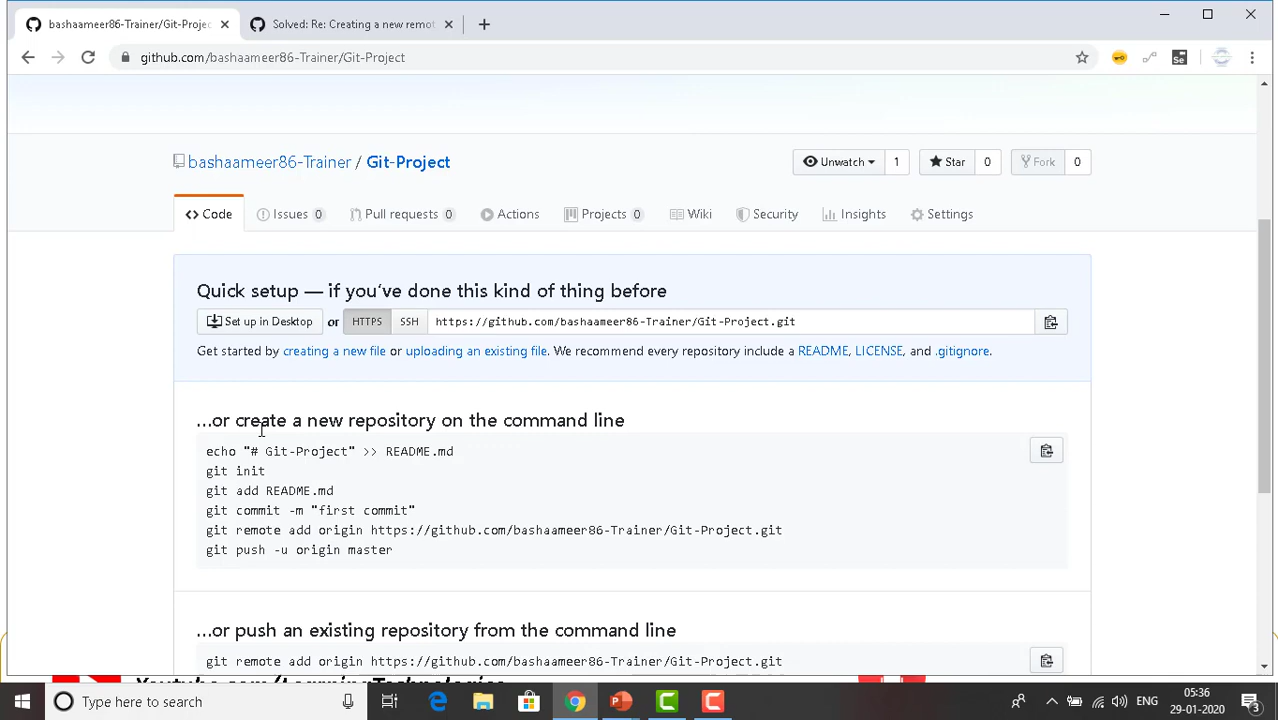 bashaameer86-Trainer/Git-Projec
Solved: Re: Creating a new remot
github.com/bashaameer86-Trainer/Git-Project
Se
bashaameer86-Trainer / Git-Project
Unwatch 1 Star 0 Fork 0
Code Issues 0 Pull requests 0 Actions Projects 0 Wiki Security Insights Settings
Quick setup — if you've done this kind of thing before
Set up in Desktop or HTTPS SSH https://github.com/bashaameer86-Trainer/Git-Project.git
Get started by creating a new file or uploading an existing file. We recommend every repository include a README, LICENSE, and .gitignore.
...or create a new repository on the command line
echo "# Git-Project" >> README.md
git init
git add README.md
git commit -m "first commit"
git remote add origin https://github.com/bashaameer86-Trainer/Git-Project.git
git push -u origin master
...or push an existing repository from the command line
git remote add origin https://github.com/bashaameer86-Trainer/Git-Project.git
Youtube.com/LearningTechnologies
Type here to search
ENG
05:36
29-01-2020
3